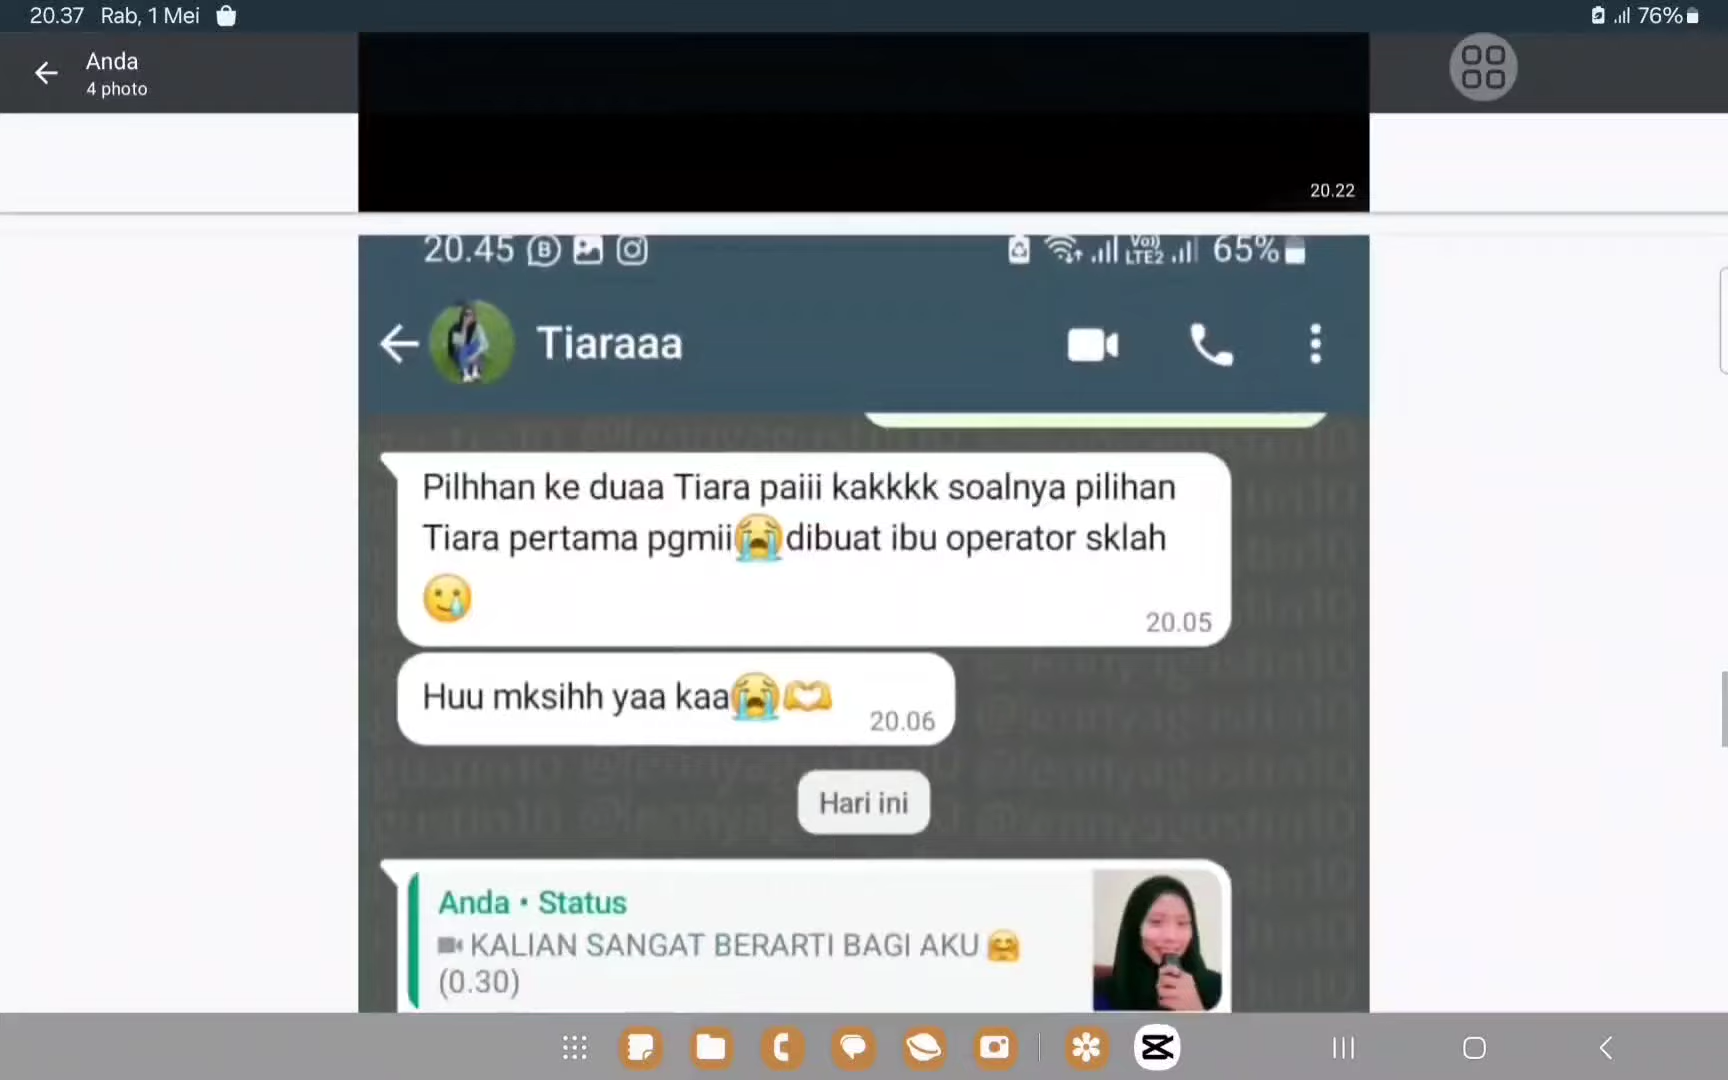 20.37 Rab, 1 Mei
76%
Anda
4 photo
20.22
20.45
Vo))
LTE2
65%
Tiaraaa
Pilhhan ke duaa Tiara paiii kakkkk soalnya pilihan
Tiara pertama pgmii😭dibuat ibu operator sklah
🥲
20.05
Huu mksihh yaa kaa😭🫶
20.06
Hari ini
Anda • Status
KALIAN SANGAT BERARTI BAGI AKU 🤗
(0.30)